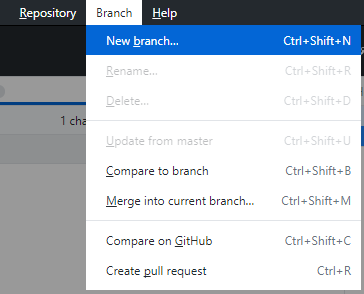 Repository Branch Help
New branch... Ctrl+Shift+N
Rename... Ctrl+Shift+R
Delete... Ctrl+Shift+D
1 cha
Update from master Ctrl+Shift+U
Compare to branch Ctrl+Shift+B
Merge into current branch... Ctrl+Shift+M
Compare on GitHub Ctrl+Shift+C
Create pull request Ctrl+R